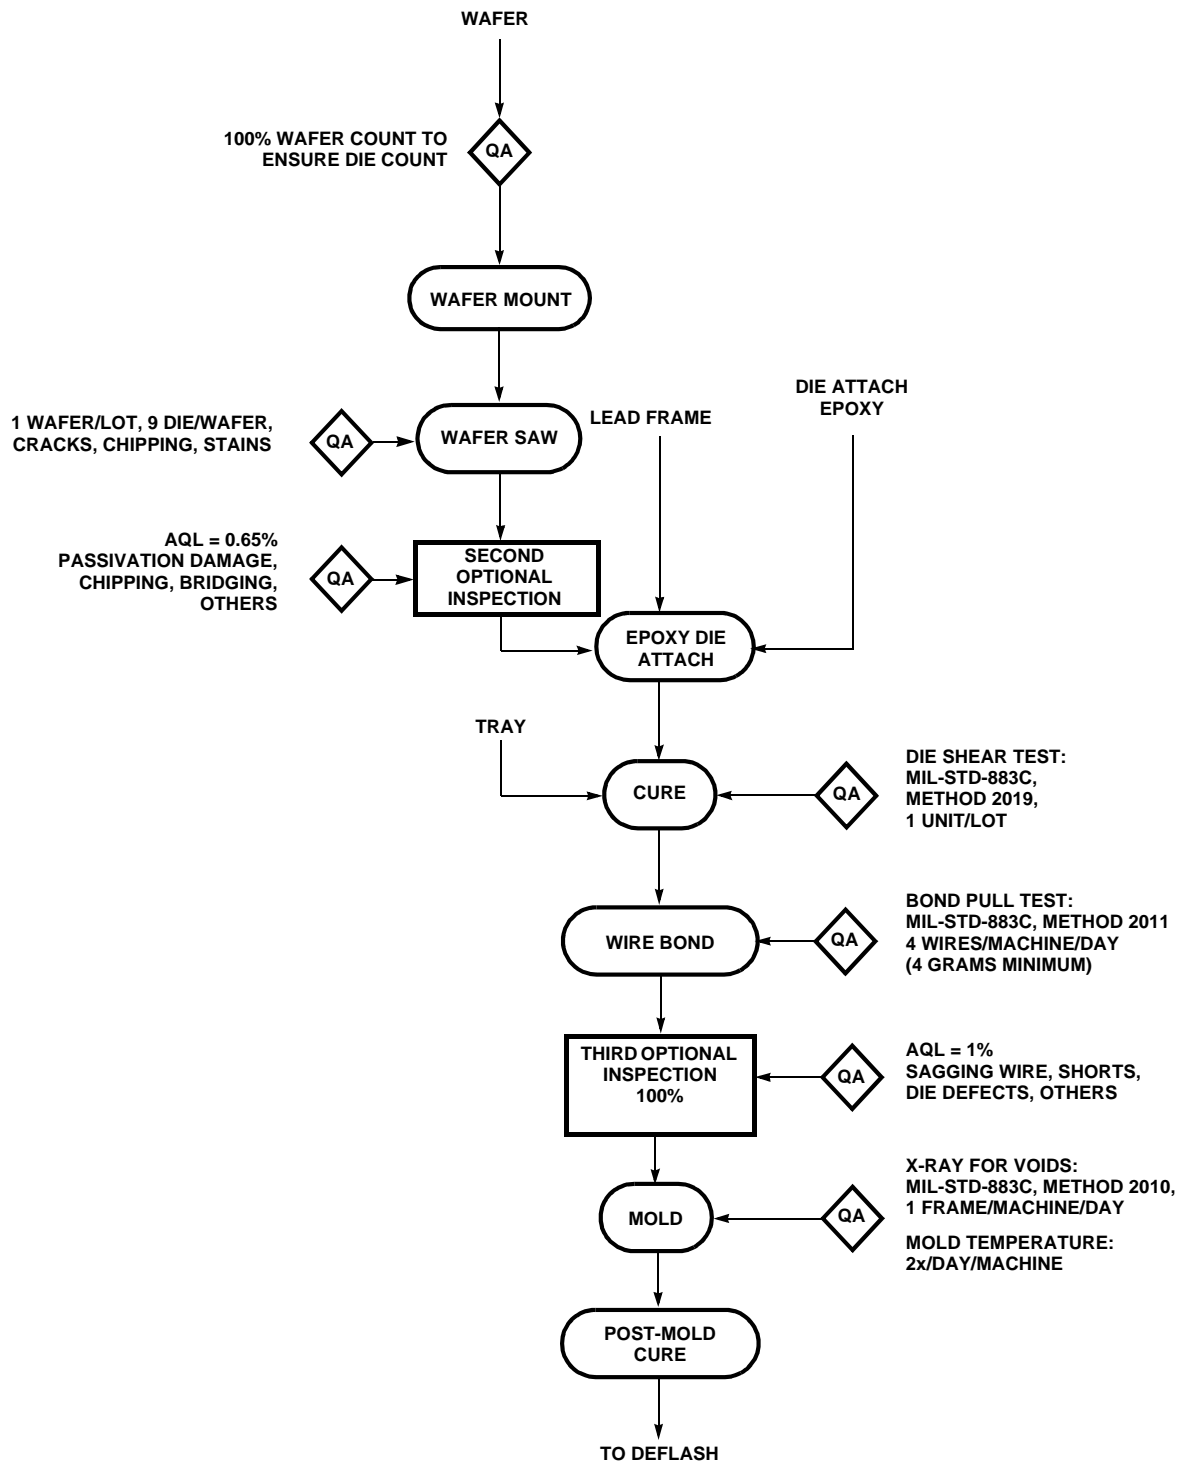 WAFER
100% WAFER COUNT TO
ENSURE DIE COUNT
QA
WAFER MOUNT
DIE ATTACH
EPOXY
LEAD FRAME
1 WAFER/LOT, 9 DIE/WAFER,
CRACKS, CHIPPING, STAINS
QA
WAFER SAW
AQL = 0.65%
PASSIVATION DAMAGE,
CHIPPING, BRIDGING,
OTHERS
QA
SECOND
OPTIONAL
INSPECTION
EPOXY DIE
ATTACH
TRAY
CURE
QA
DIE SHEAR TEST:
MIL-STD-883C,
METHOD 2019,
1 UNIT/LOT
WIRE BOND
QA
BOND PULL TEST:
MIL-STD-883C, METHOD 2011
4 WIRES/MACHINE/DAY
(4 GRAMS MINIMUM)
THIRD OPTIONAL
INSPECTION
100%
QA
AQL = 1%
SAGGING WIRE, SHORTS,
DIE DEFECTS, OTHERS
MOLD
QA
X-RAY FOR VOIDS:
MIL-STD-883C, METHOD 2010,
1 FRAME/MACHINE/DAY
MOLD TEMPERATURE:
2x/DAY/MACHINE
POST-MOLD
CURE
TO DEFLASH